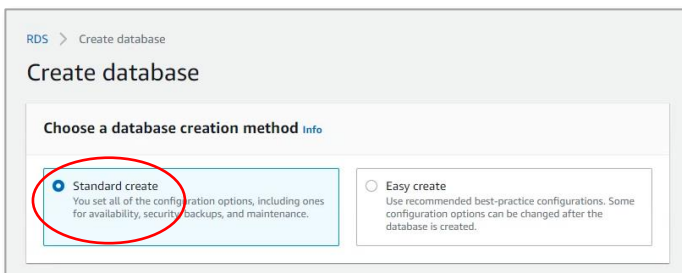 RDS > Create database
Create database
Choose a database creation method Info
Standard create
You set all of the configuration options, including ones
for availability, security, backups, and maintenance.
Easy create
Use recommended best-practice configurations. Some
configuration options can be changed after the
database is created.